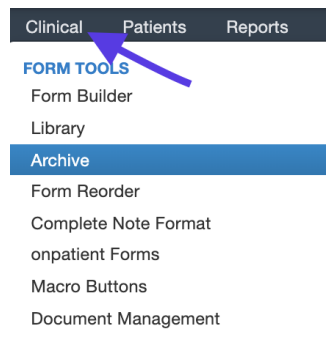 Clinical Patients Reports
FORM TOOLS
Form Builder
Library
Archive
Form Reorder
Complete Note Format
onpatient Forms
Macro Buttons
Document Management